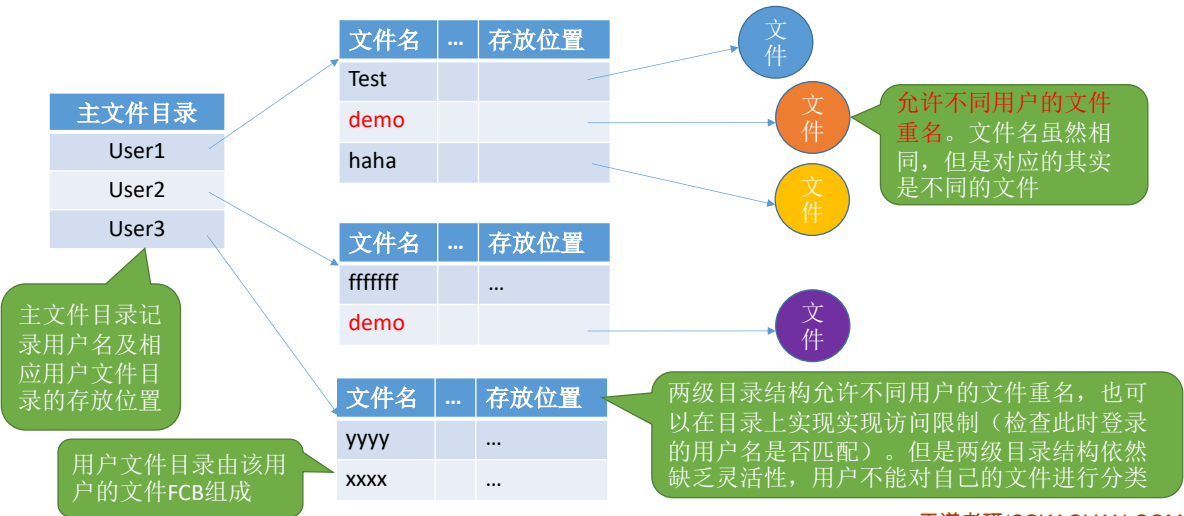 主文件目录
User1
User2
User3
文件名 … 存放位置
Test
demo
haha
文件名 … 存放位置
fffffff …
demo
文件名 … 存放位置
yyyy …
xxxx …
文
件
文
件
文
件
文
件
允许不同用户的文件
重名。文件名虽然相
同，但是对应的其实
是不同的文件
主文件目录记
录用户名及相
应用户文件目
录的存放位置
用户文件目录由该用
户的文件FCB组成
两级目录结构允许不同用户的文件重名，也可
以在目录上实现实现访问限制（检查此时登录
的用户名是否匹配）。但是两级目录结构依然
缺乏灵活性，用户不能对自己的文件进行分类